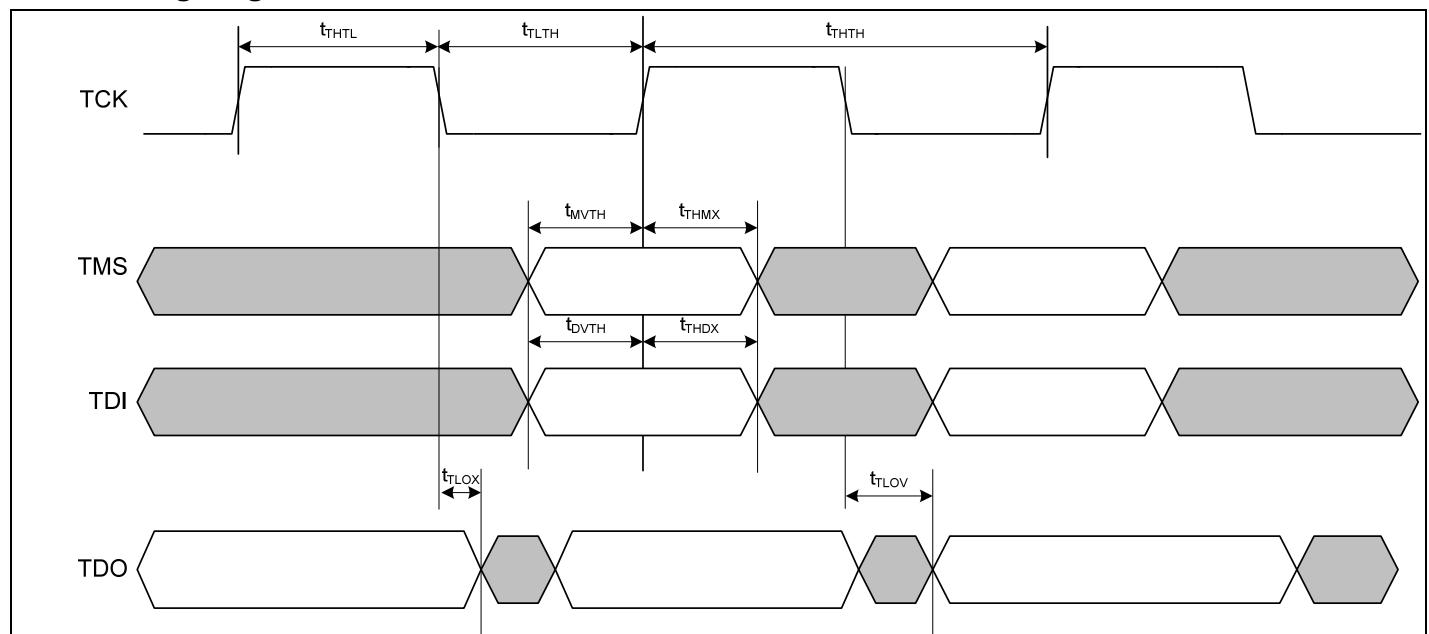 tTHTL tTLTH tTHTH
TCK
tMVTH tTHMX
TMS
tDVTH tTHDX
TDI
tTLOX tTLOV
TDO